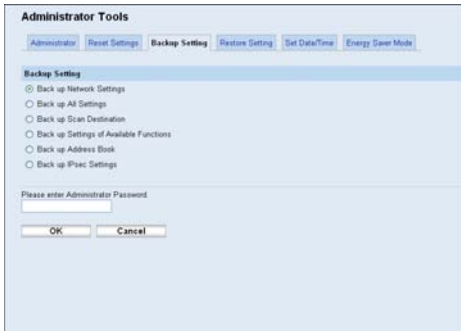 Administrator Tools
Administrator Reset Settings Backup Setting Restore Setting Set Date/Time Energy Saver Mode
Backup Setting
Back up Network Settings
Back up All Settings
Back up Scan Destination
Back up Settings of Available Functions
Back up Address Book
Back up IPsec Settings
Please enter Administrator Password.
OK Cancel